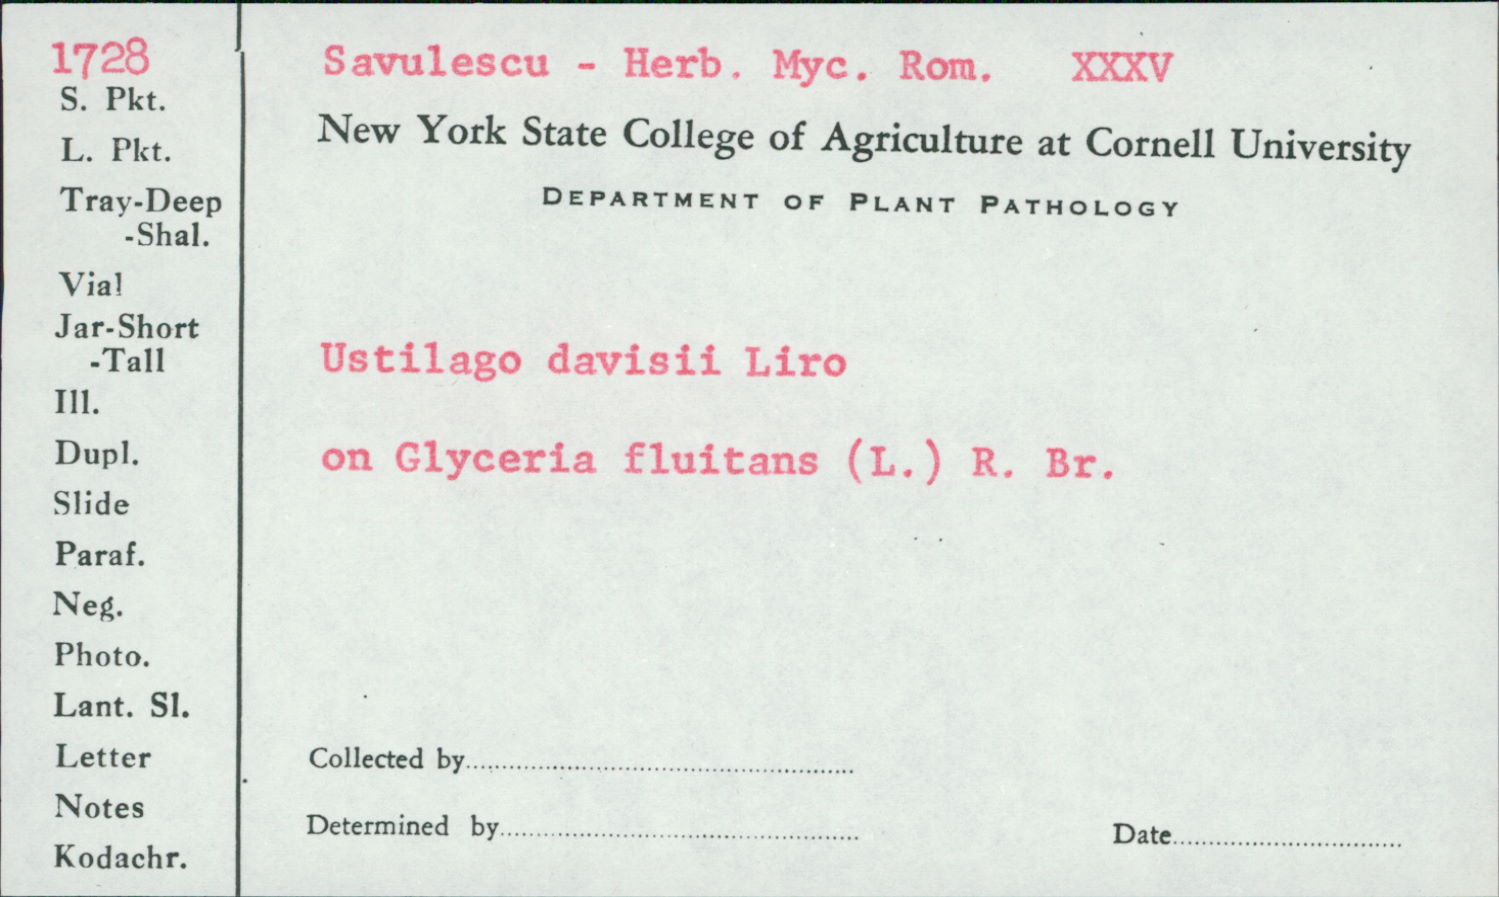 1728
S. Pkt.
L. Pkt.
Tray-Deep
-Shal.
Vial
Jar-Short
-Tall
Ill.
Dupl.
Slide
Paraf.
Neg.
Photo.
Lant. Sl.
Letter
Notes
Kodachr.
Savulescu - Herb. Myc. Rom. XXXV
New York State College of Agriculture at Cornell University
DEPARTMENT OF PLANT PATHOLOGY
Ustilago davisii Liro
on Glyceria fluitans (L.) R. Br.
Collected by
Determined by
Date